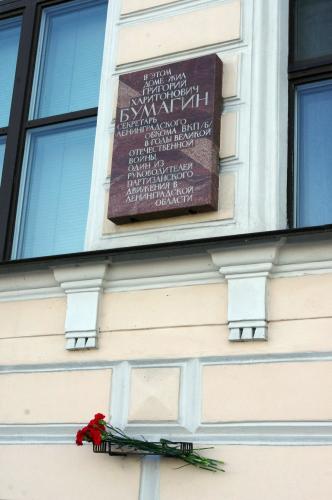 В ЭТОМ
ДОМЕ ЖИЛ
ГРИГОРИЙ
ХАРИТОНОВИЧ
БУМАГИН
СЕКРЕТАРЬ
ЛЕНИНГРАДСКОГО
ОБКОМА ВКП/Б/
В ГОДЫ ВЕЛИКОЙ
ОТЕЧЕСТВЕННОЙ
ВОЙНЫ
ОДИН ИЗ
РУКОВОДИТЕЛЕЙ
ПАРТИЗАНСКОГО
ДВИЖЕНИЯ В
ЛЕНИНГРАДСКОЙ
ОБЛАСТИ